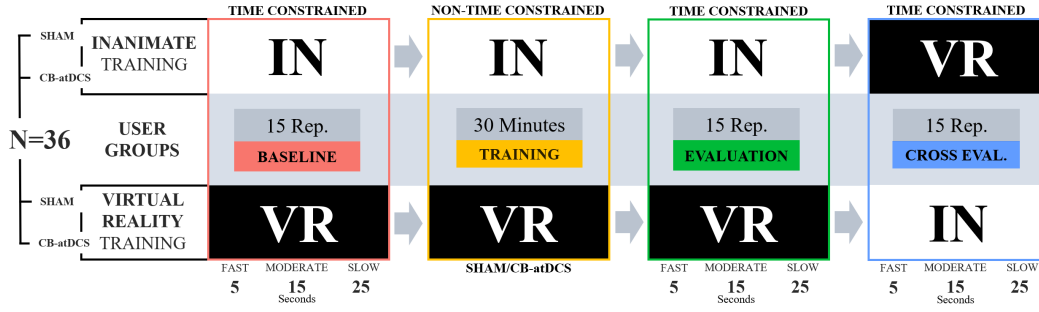 TIME CONSTRAINED
NON-TIME CONSTRAINED
TIME CONSTRAINED
TIME CONSTRAINED
SHAM
CB-atDCS
INANIMATE
TRAINING
IN
IN
IN
VR
N=36
USER
GROUPS
15 Rep.
BASELINE
30 Minutes
TRAINING
15 Rep.
EVALUATION
15 Rep.
CROSS EVAL.
SHAM
CB-atDCS
VIRTUAL
REALITY
TRAINING
VR
VR
VR
IN
FAST MODERATE SLOW
5 15 25
Seconds
SHAM/CB-atDCS
FAST MODERATE SLOW
5 15 25
Seconds
FAST MODERATE SLOW
5 15 25
Seconds